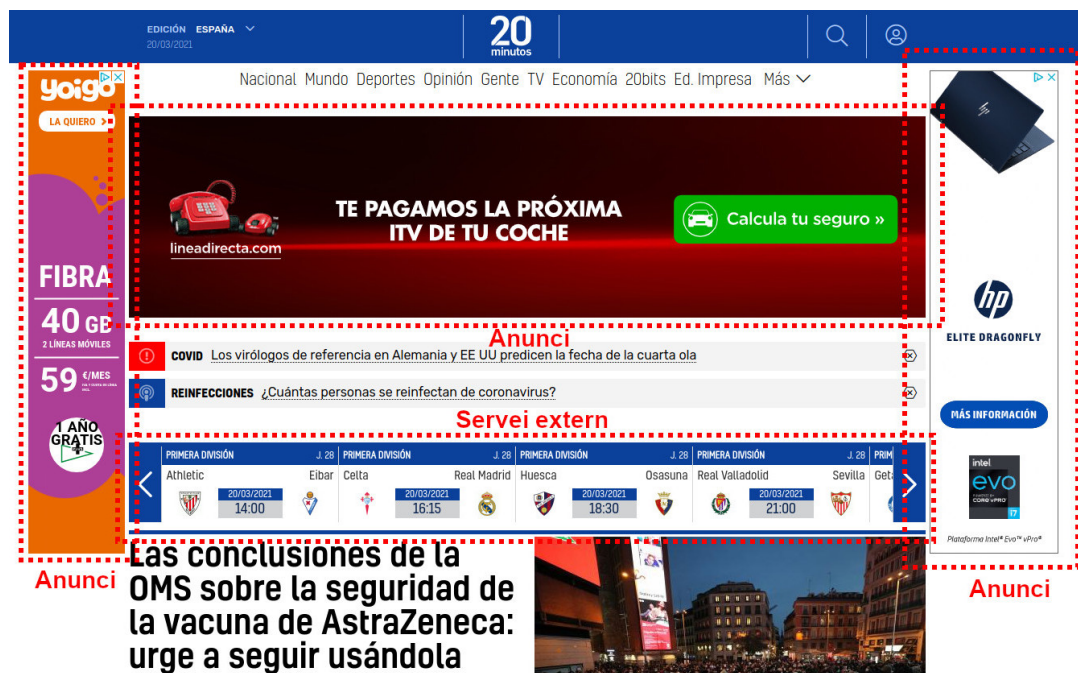 EDICIÓN ESPAÑA
20/03/2021
20
minutos
Nacional Mundo Deportes Opinión Gente TV Economía 20bits Ed. Impresa Más
yoigo
LA QUIERO >
FIBRA
40 GB
2 LÍNEAS MÓVILES
59 €/MES
1 AÑO
GRATIS
Anunci
lineadirecta.com
TE PAGAMOS LA PRÓXIMA
ITV DE TU COCHE
Calcula tu seguro »
Anunci
hp
ELITE DRAGONFLY
MÁS INFORMACIÓN
intel
evo
CORE vPRO
i7
Plataforma Intel® Evo™ vPro®
Anunci
COVID Los virólogos de referencia en Alemania y EE UU predicen la fecha de la cuarta ola
REINFECCIONES ¿Cuántas personas se reinfectan de coronavirus?
Servei extern
PRIMERA DIVISIÓN J. 28 PRIMERA DIVISIÓN J. 28 PRIMERA DIVISIÓN J. 28 PRIMERA DIVISIÓN J. 28 PRIM
Athletic Eibar Celta Real Madrid Huesca Osasuna Real Valladolid Sevilla Geta
20/03/2021 20/03/2021 20/03/2021 20/03/2021
14:00 16:15 18:30 21:00
Las conclusiones de la
OMS sobre la seguridad de
la vacuna de AstraZeneca:
urge a seguir usándola